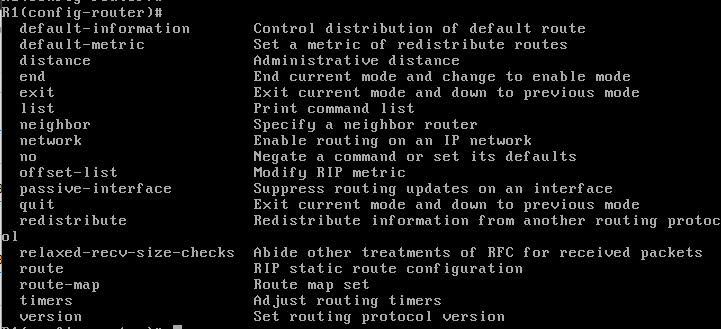 R1(config-router)#
default-information Control distribution of default route
default-metric Set a metric of redistribute routes
distance Administrative distance
end End current mode and change to enable mode
exit Exit current mode and down to previous mode
list Print command list
neighbor Specify a neighbor router
network Enable routing on an IP network
no Negate a command or set its defaults
offset-list Modify RIP metric
passive-interface Suppress routing updates on an interface
quit Exit current mode and down to previous mode
redistribute Redistribute information from another routing protoc
ol
relaxed-recv-size-checks Abide other treatments of RFC for received packets
route RIP static route configuration
route-map Route map set
timers Adjust routing timers
version Set routing protocol version
R1(config-router)#